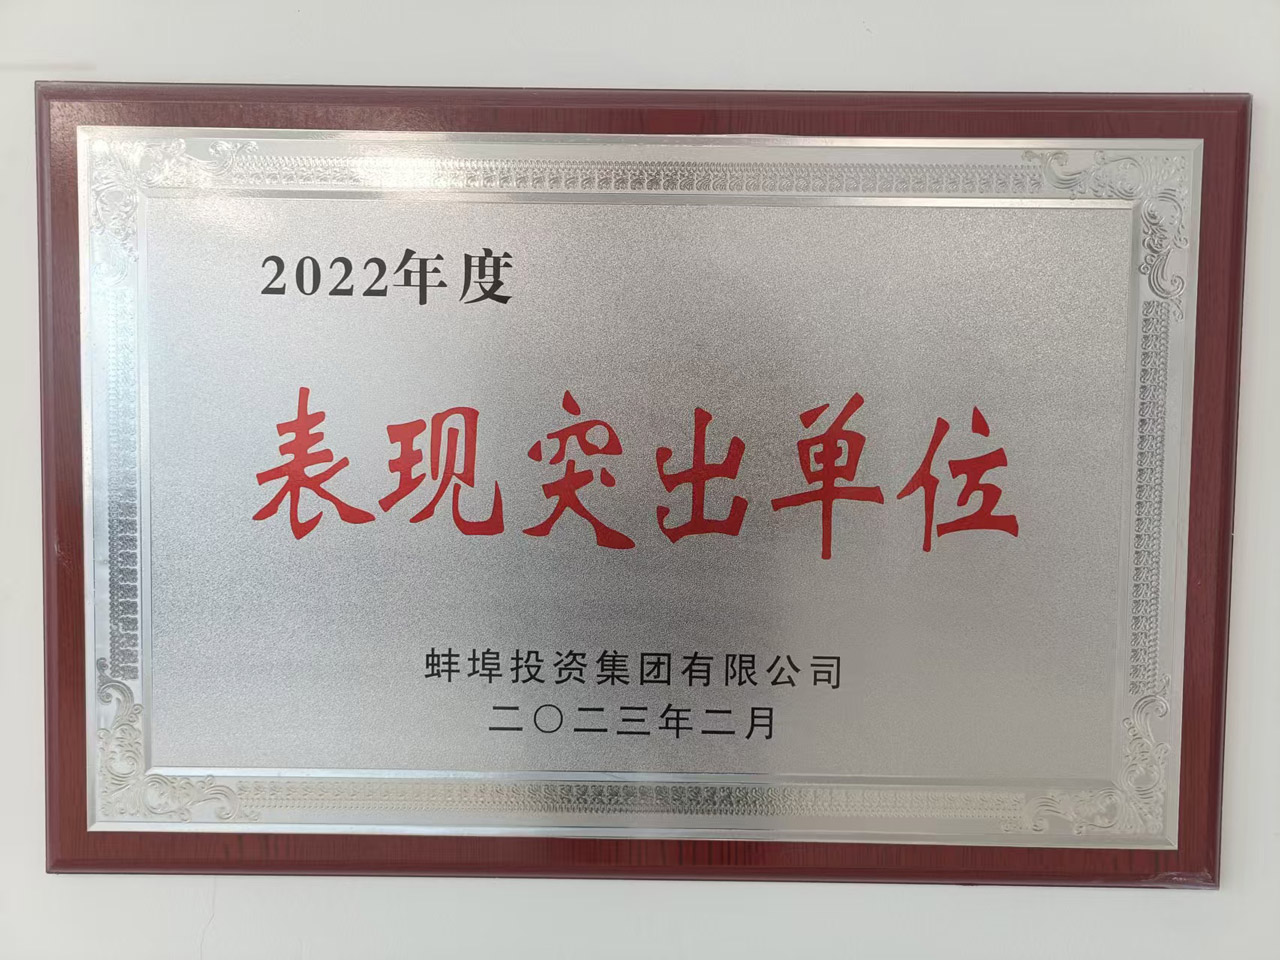 2022年度
表现突出单位
蚌埠投资集团有限公司
二〇二三年二月